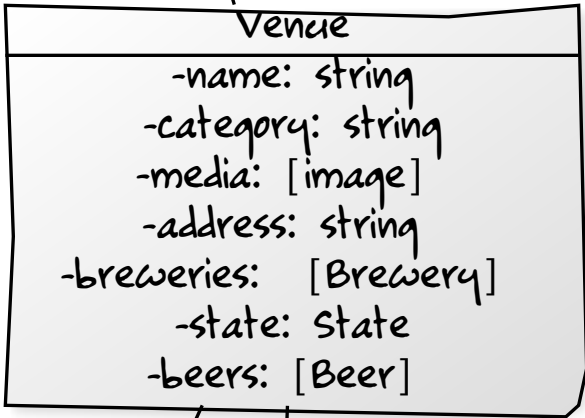 Venue
-name: string
-category: string
-media: [image]
-address: string
-breweries: [Brewery]
-state: State
-beers: [Beer]